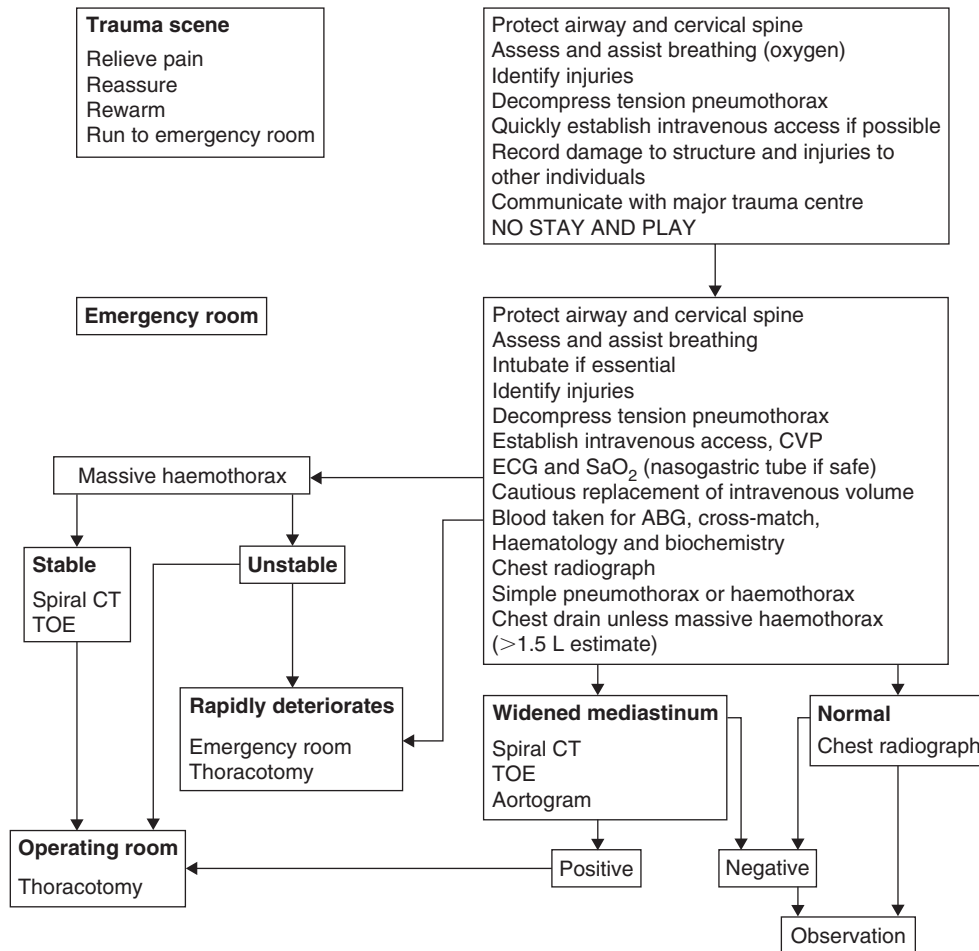 Trauma scene
Relieve pain
Reassure
Rewarm
Run to emergency room
Protect airway and cervical spine
Assess and assist breathing (oxygen)
Identify injuries
Decompress tension pneumothorax
Quickly establish intravenous access if possible
Record damage to structure and injuries to
other individuals
Communicate with major trauma centre
NO STAY AND PLAY
Emergency room
Protect airway and cervical spine
Assess and assist breathing
Intubate if essential
Identify injuries
Decompress tension pneumothorax
Establish intravenous access, CVP
ECG and SaO₂ (nasogastric tube if safe)
Cautious replacement of intravenous volume
Blood taken for ABG, cross-match,
Haematology and biochemistry
Chest radiograph
Simple pneumothorax or haemothorax
Chest drain unless massive haemothorax
(>1.5 L estimate)
Massive haemothorax
Stable
Spiral CT
TOE
Unstable
Rapidly deteriorates
Emergency room
Thoracotomy
Widened mediastinum
Spiral CT
TOE
Aortogram
Normal
Chest radiograph
Operating room
Thoracotomy
Positive
Negative
Observation